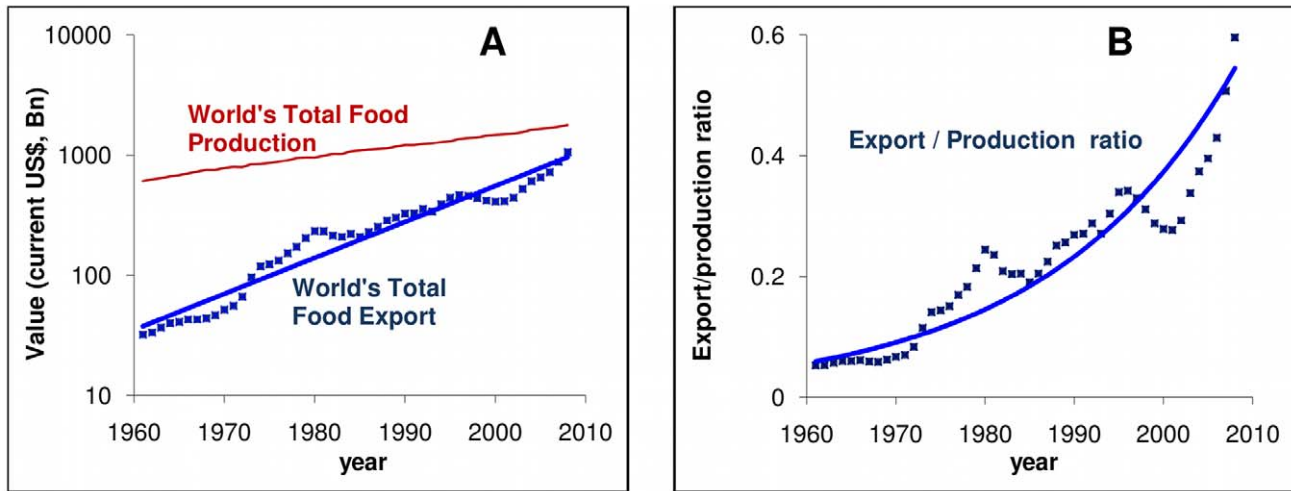 A
Value (current US$, Bn)
10000
1000
100
10
World's Total Food
Production
World's Total
Food Export
1960 1970 1980 1990 2000 2010
year
B
Export/production ratio
0.6
0.4
0.2
0
Export / Production ratio
1960 1970 1980 1990 2000 2010
year